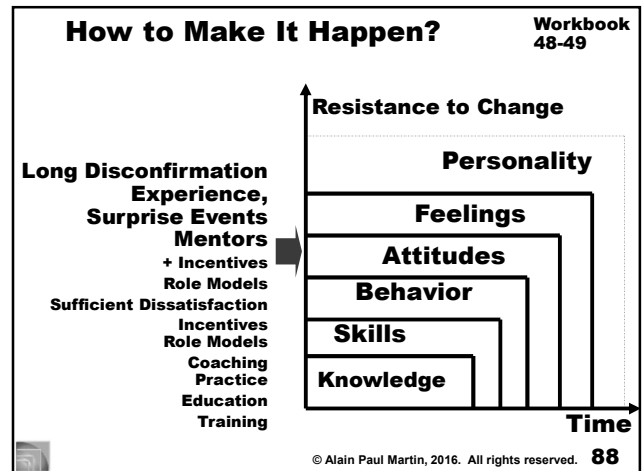 How to Make It Happen?
Workbook
48-49
Resistance to Change
Personality
Long Disconfirmation
Experience,
Surprise Events
Mentors
+ Incentives
Role Models
Sufficient Dissatisfaction
Incentives
Role Models
Coaching
Practice
Education
Training
Feelings
Attitudes
Behavior
Skills
Knowledge
Time
© Alain Paul Martin, 2016. All rights reserved. 88